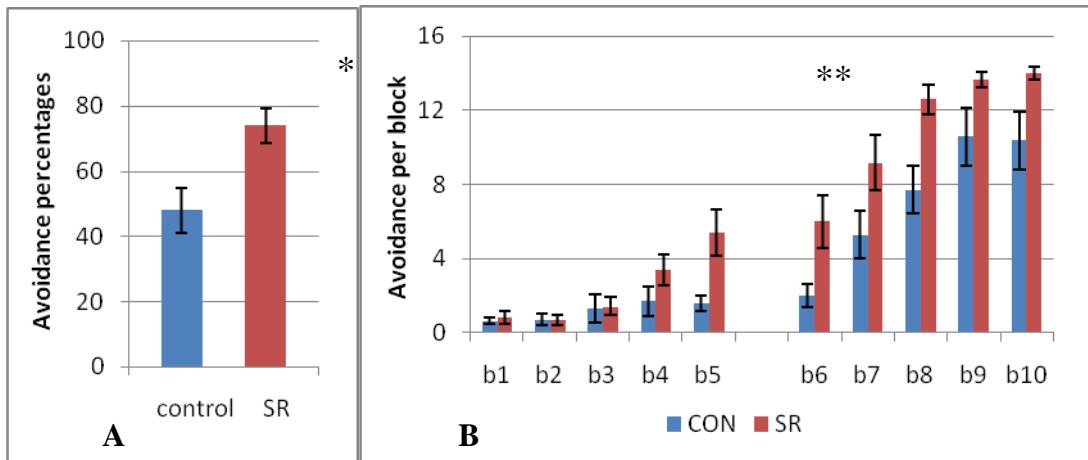 Avoidance percentages
100
80
60
40
20
0
*
control SR
A
Avoidance per block
16
12
8
4
0
**
b1 b2 b3 b4 b5 b6 b7 b8 b9 b10
CON SR
B